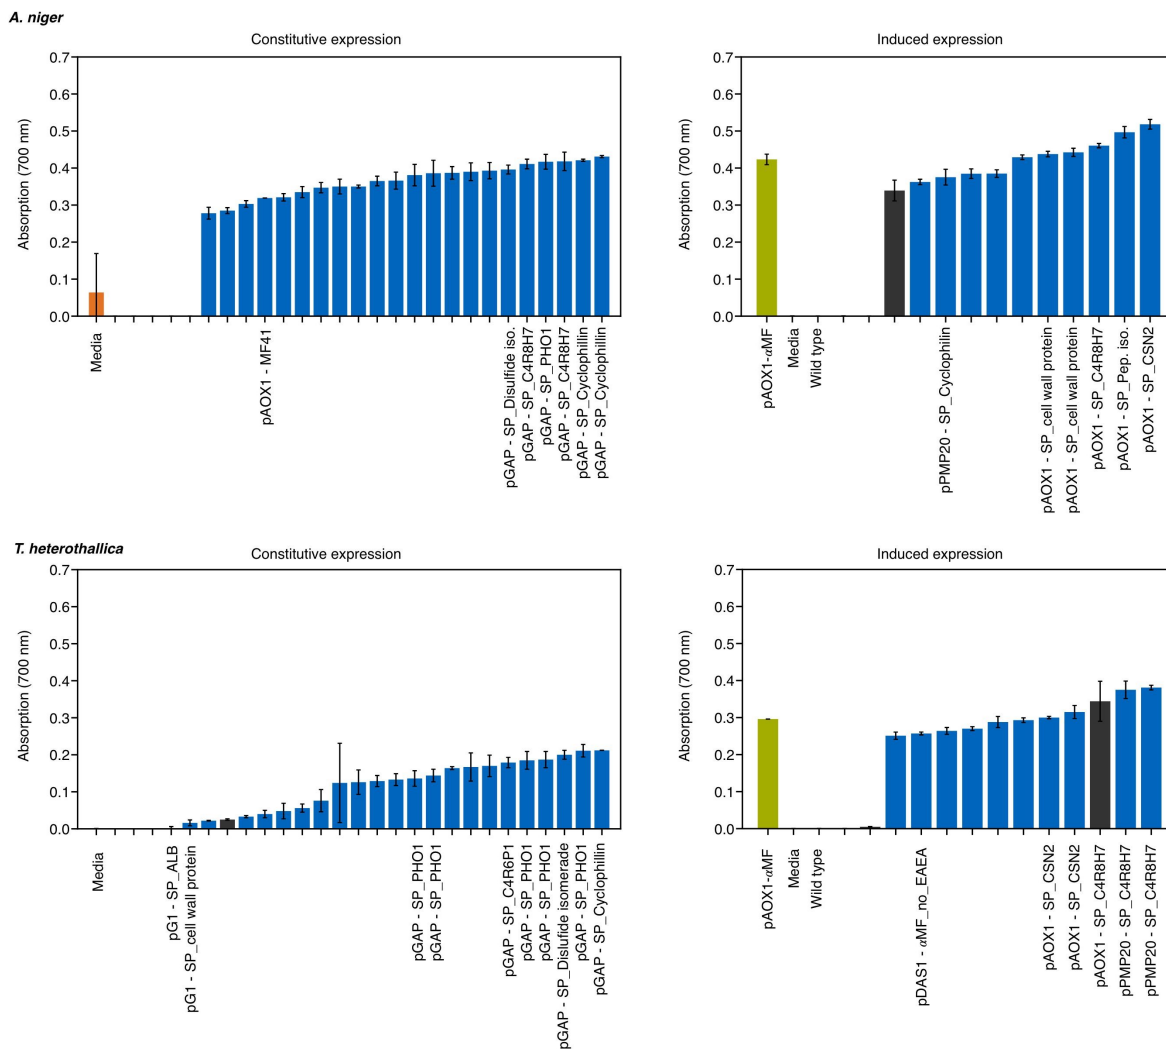 A. niger
Constitutive expression
Absorption (700 nm)
0.7
0.6
0.5
0.4
0.3
0.2
0.1
0.0
Media
pAOX1 - MF41
pGAP - SP_Disulfide iso.
pGAP - SP_C4R8H7
pGAP - SP_PHO1
pGAP - SP_C4R8H7
pGAP - SP_Cyclophillin
pGAP - SP_Cyclophillin
Induced expression
Absorption (700 nm)
0.7
0.6
0.5
0.4
0.3
0.2
0.1
0.0
pAOX1-αMF
Media
Wild type
pPMP20 - SP_Cyclophilin
pAOX1 - SP_cell wall protein
pAOX1 - SP_cell wall protein
pAOX1 - SP_C4R8H7
pAOX1 - SP_Pep. iso.
pAOX1 - SP_CSN2
T. heterothallica
Constitutive expression
Absorption (700 nm)
0.7
0.6
0.5
0.4
0.3
0.2
0.1
0.0
Media
pG1 - SP_ALB
pG1 - SP_cell wall protein
pGAP - SP_PHO1
pGAP - SP_PHO1
pGAP - SP_C4R6P1
pGAP - SP_PHO1
pGAP - SP_PHO1
pGAP - SP_Dislufide isomerade
pGAP - SP_PHO1
pGAP - SP_Cyclophillin
Induced expression
Absorption (700 nm)
0.7
0.6
0.5
0.4
0.3
0.2
0.1
0.0
pAOX1-αMF
Media
Wild type
pDAS1 - αMF_no_EAEA
pAOX1 - SP_CSN2
pAOX1 - SP_CSN2
pAOX1 - SP_C4R8H7
pPMP20 - SP_C4R8H7
pPMP20 - SP_C4R8H7